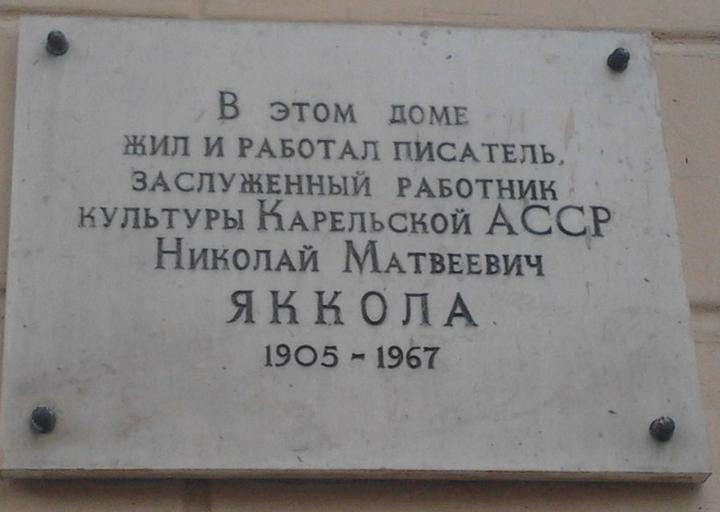 В этом доме
жил и работал писатель,
заслуженный работник
культуры Карельской АССР
Николай Матвеевич
ЯККОЛА
1905 - 1967